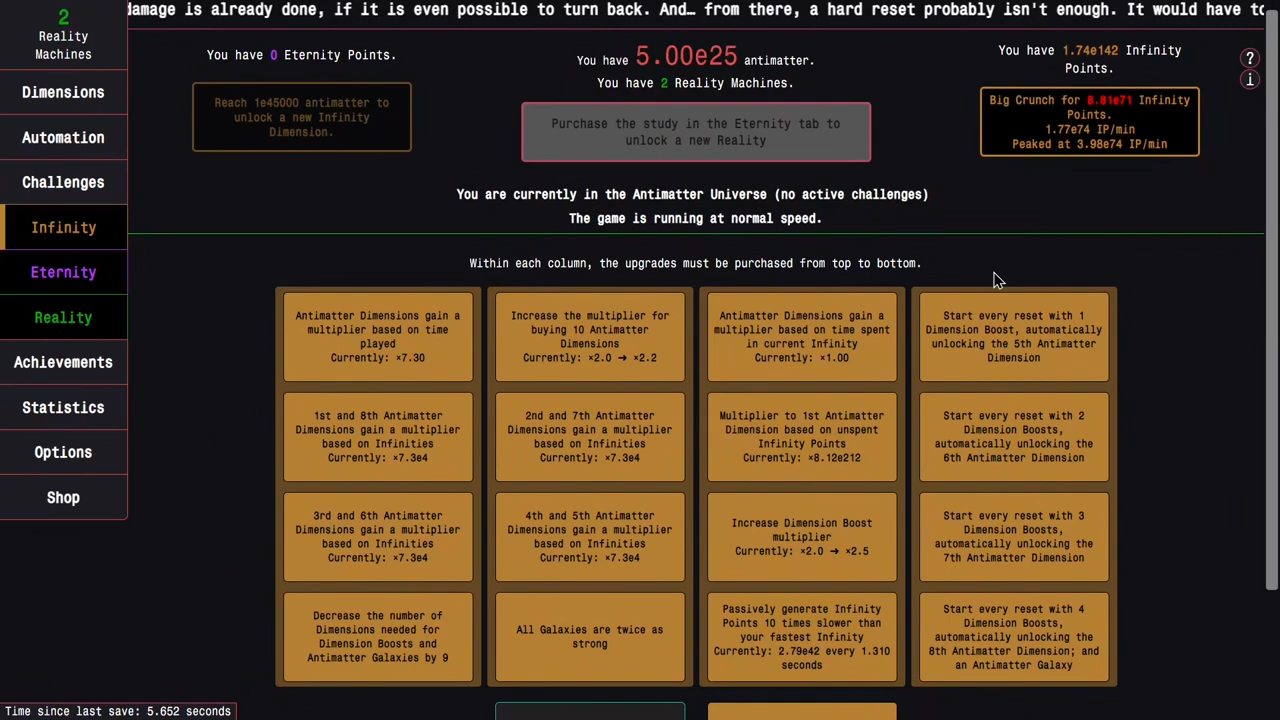 damage is already done, if it is even possible to turn back. And… from there, a hard reset probably isn't enough. It would have to
2
Reality
Machines
Dimensions
Automation
Challenges
Infinity
Eternity
Reality
Achievements
Statistics
Options
Shop
You have 0 Eternity Points.
Reach 1e45000 antimatter to
unlock a new Infinity
Dimension.
You have 5.00e25 antimatter.
You have 2 Reality Machines.
Purchase the study in the Eternity tab to
unlock a new Reality
You have 1.74e142 Infinity
Points.
Big Crunch for 8.81e71 Infinity
Points.
1.77e74 IP/min
Peaked at 3.98e74 IP/min
?
i
You are currently in the Antimatter Universe (no active challenges)
The game is running at normal speed.
Within each column, the upgrades must be purchased from top to bottom.
Antimatter Dimensions gain a
multiplier based on time
played
Currently: ×7.30
Increase the multiplier for
buying 10 Antimatter
Dimensions
Currently: ×2.0 → ×2.2
Antimatter Dimensions gain a
multiplier based on time spent
in current Infinity
Currently: ×1.00
Start every reset with 1
Dimension Boost, automatically
unlocking the 5th Antimatter
Dimension
1st and 8th Antimatter
Dimensions gain a multiplier
based on Infinities
Currently: ×7.3e4
2nd and 7th Antimatter
Dimensions gain a multiplier
based on Infinities
Currently: ×7.3e4
Multiplier to 1st Antimatter
Dimension based on unspent
Infinity Points
Currently: ×8.12e212
Start every reset with 2
Dimension Boosts,
automatically unlocking the
6th Antimatter Dimension
3rd and 6th Antimatter
Dimensions gain a multiplier
based on Infinities
Currently: ×7.3e4
4th and 5th Antimatter
Dimensions gain a multiplier
based on Infinities
Currently: ×7.3e4
Increase Dimension Boost
multiplier
Currently: ×2.0 → ×2.5
Start every reset with 3
Dimension Boosts,
automatically unlocking the
7th Antimatter Dimension
Decrease the number of
Dimensions needed for
Dimension Boosts and
Antimatter Galaxies by 9
All Galaxies are twice as
strong
Passively generate Infinity
Points 10 times slower than
your fastest Infinity
Currently: 2.79e42 every 1.310
seconds
Start every reset with 4
Dimension Boosts,
automatically unlocking the
8th Antimatter Dimension; and
an Antimatter Galaxy
Time since last save: 5.652 seconds